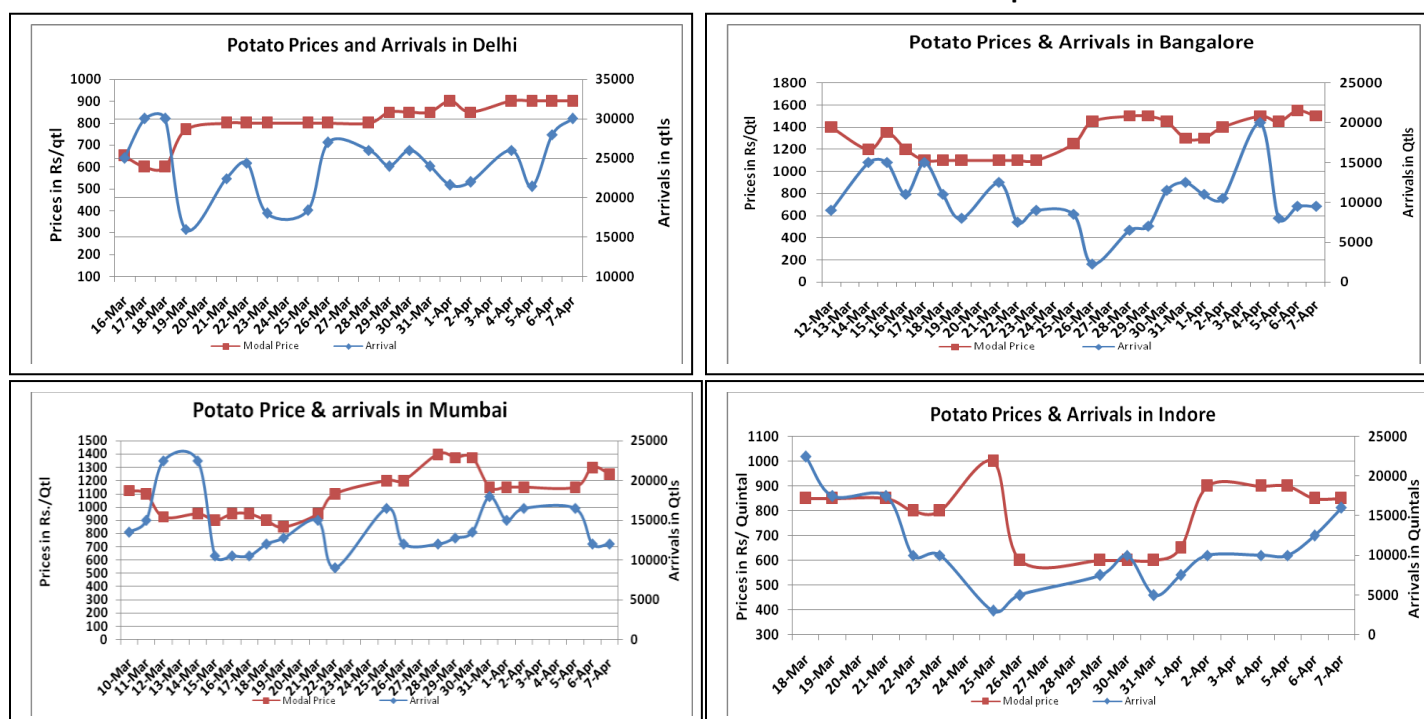 Potato Prices and Arrivals in Delhi
Prices in Rs/qtl
1000
900
800
700
600
500
400
300
200
100
35000
30000
25000
20000
15000
10000
Arrivals in qtls
16-Mar
17-Mar
18-Mar
19-Mar
20-Mar
21-Mar
22-Mar
23-Mar
24-Mar
25-Mar
26-Mar
27-Mar
28-Mar
29-Mar
30-Mar
31-Mar
1-Apr
2-Apr
3-Apr
4-Apr
5-Apr
6-Apr
7-Apr
Modal Price Arrival
Potato Prices & Arrivals in Bangalore
Prices in Rs/Qtl
1800
1600
1400
1200
1000
800
600
400
200
0
25000
20000
15000
10000
5000
0
Arrivals in Qtls
12-Mar
13-Mar
14-Mar
15-Mar
16-Mar
17-Mar
18-Mar
19-Mar
20-Mar
21-Mar
22-Mar
23-Mar
24-Mar
25-Mar
26-Mar
27-Mar
28-Mar
29-Mar
30-Mar
31-Mar
1-Apr
2-Apr
3-Apr
4-Apr
5-Apr
6-Apr
7-Apr
Modal Price Arrival
Potato Price & arrivals in Mumbai
Prices in Rs./Qtl
1500
1400
1300
1200
1100
1000
900
800
700
600
500
400
300
200
100
0
25000
20000
15000
10000
5000
0
Arrivals in Qtls
10-Mar
11-Mar
12-Mar
13-Mar
14-Mar
15-Mar
16-Mar
17-Mar
18-Mar
19-Mar
20-Mar
21-Mar
22-Mar
23-Mar
24-Mar
25-Mar
26-Mar
27-Mar
28-Mar
29-Mar
30-Mar
31-Mar
1-Apr
2-Apr
3-Apr
4-Apr
5-Apr
6-Apr
7-Apr
Modal Price Arrival
Potato Prices & Arrivals in Indore
Prices in Rs/ Quintal
1100
1000
900
800
700
600
500
400
300
25000
20000
15000
10000
5000
0
Arrivals in Quintals
18-Mar
19-Mar
20-Mar
21-Mar
22-Mar
23-Mar
24-Mar
25-Mar
26-Mar
27-Mar
28-Mar
29-Mar
30-Mar
31-Mar
1-Apr
2-Apr
3-Apr
4-Apr
5-Apr
6-Apr
7-Apr
Modal price Arrival